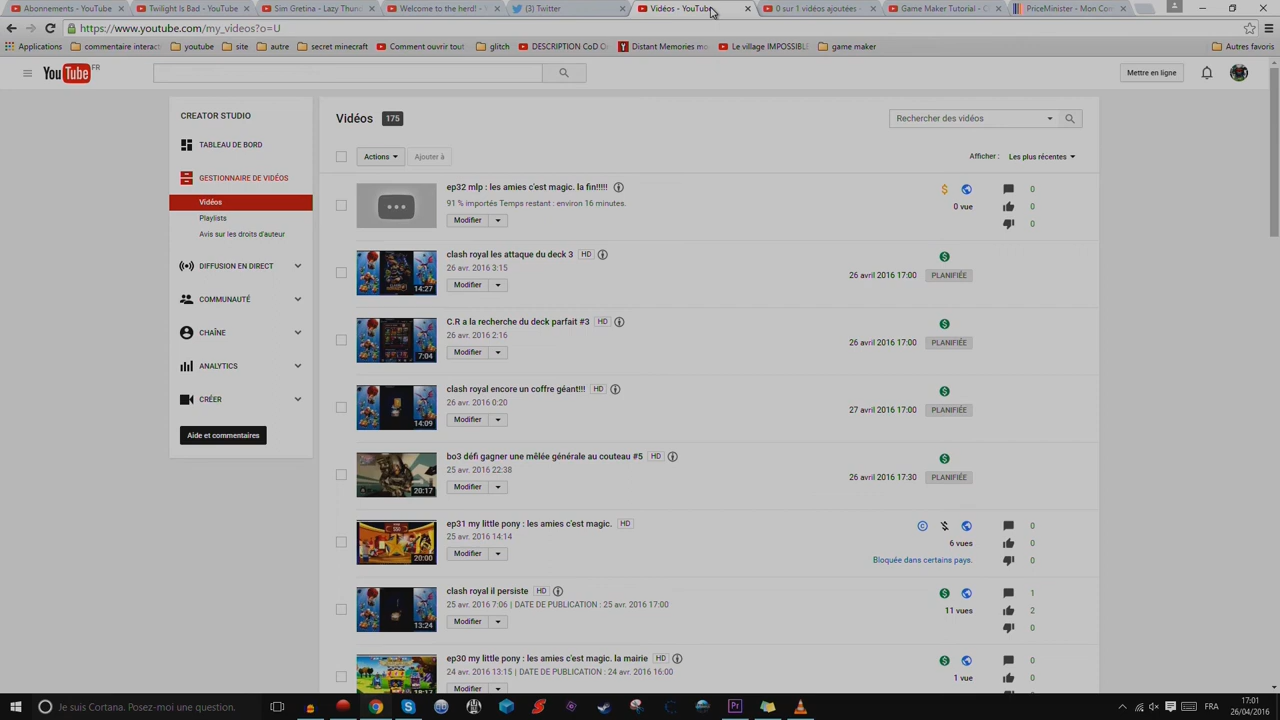 Abonnements - YouTube
Twilight Is Bad - YouTube
Sim Gretina - Lazy Thund
Welcome to the herd! -
(3) Twitter
Vidéos - YouTube
0 sur 1 vidéos ajoutées -
Game Maker Tutorial - C
PriceMinister - Mon Con
https://www.youtube.com/my_videos?o=U
Applications
commentaire interact
youtube
site
autre
secret minecraft
Comment ouvrir tout
glitch
DESCRIPTION CoD O
Distant Memories mo
Le village IMPOSSIBLE
game maker
Autres favoris
YouTube FR
Mettre en ligne
CREATOR STUDIO
TABLEAU DE BORD
GESTIONNAIRE DE VIDÉOS
Vidéos
Playlists
Avis sur les droits d'auteur
DIFFUSION EN DIRECT
COMMUNAUTÉ
CHAÎNE
ANALYTICS
CRÉER
Aide et commentaires
Vidéos 175
Rechercher des vidéos
Actions
Ajouter à
Afficher : Les plus récentes
ep32 mlp : les amies c'est magic. la fin!!!!!
91 % importés Temps restant : environ 16 minutes.
Modifier
0 vue
0
0
0
clash royal les attaque du deck 3 HD
26 avr. 2016 3:15
Modifier
14:27
26 avril 2016 17:00 PLANIFIÉE
C.R a la recherche du deck parfait #3 HD
26 avr. 2016 2:16
Modifier
7:04
26 avril 2016 17:00 PLANIFIÉE
clash royal encore un coffre géant!!! HD
26 avr. 2016 0:20
Modifier
14:09
27 avril 2016 17:00 PLANIFIÉE
bo3 défi gagner une mêlée générale au couteau #5 HD
25 avr. 2016 22:38
Modifier
20:17
26 avril 2016 17:30 PLANIFIÉE
ep31 my little pony : les amies c'est magic. HD
25 avr. 2016 14:14
Modifier
20:00
6 vues
Bloquée dans certains pays.
0
0
0
clash royal il persiste HD
25 avr. 2016 7:06 | DATE DE PUBLICATION : 25 avr. 2016 17:00
Modifier
13:24
11 vues
1
2
0
ep30 my little pony : les amies c'est magic. la mairie HD
24 avr. 2016 13:15 | DATE DE PUBLICATION : 24 avr. 2016 16:00
Modifier
18:17
1 vue
0
0
Je suis Cortana. Posez-moi une question.
FRA
17:01
26/04/2016